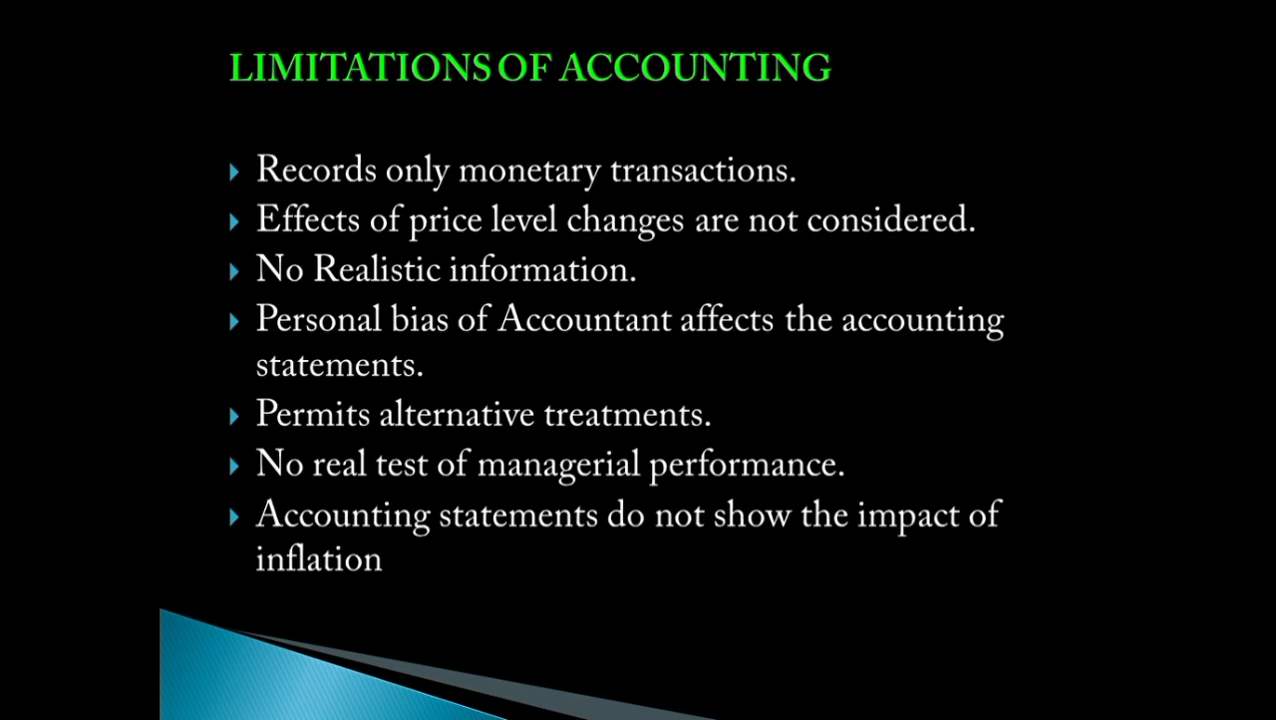 LIMITATIONS OF ACCOUNTING
Records only monetary transactions.
Effects of price level changes are not considered.
No Realistic information.
Personal bias of Accountant affects the accounting
statements.
Permits alternative treatments.
No real test of managerial performance.
Accounting statements do not show the impact of
inflation